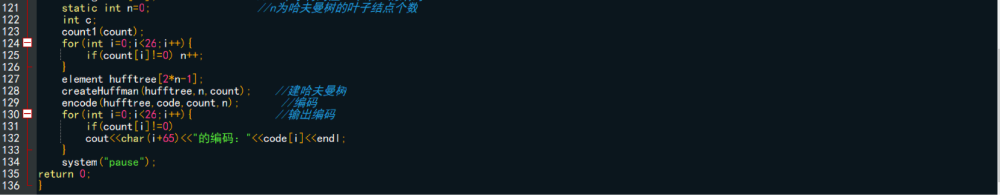 121 static int n=0; //n为哈夫曼树的叶子结点个数
122 int c;
123 count1(count);
124 for(int i=0;i<26;i++){
125 if(count[i]!=0) n++;
126 }
127 element hufftree[2*n-1];
128 createHuffman(hufftree,n,count); //建哈夫曼树
129 encode(hufftree,code,count,n); //编码
130 for(int i=0;i<26;i++){ //输出编码
131 if(count[i]!=0)
132 cout<<char(i+65)<<"的编码: "<<code[i]<<endl;
133 }
134 system("pause");
135 return 0;
136 }